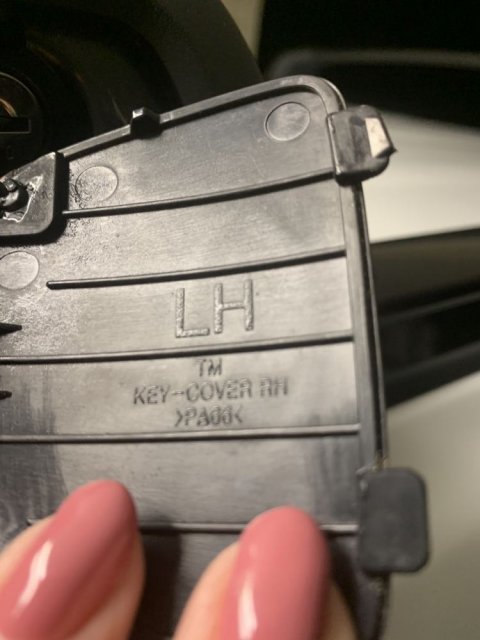 LH
TM
KEY-COVER RH
>PA66<